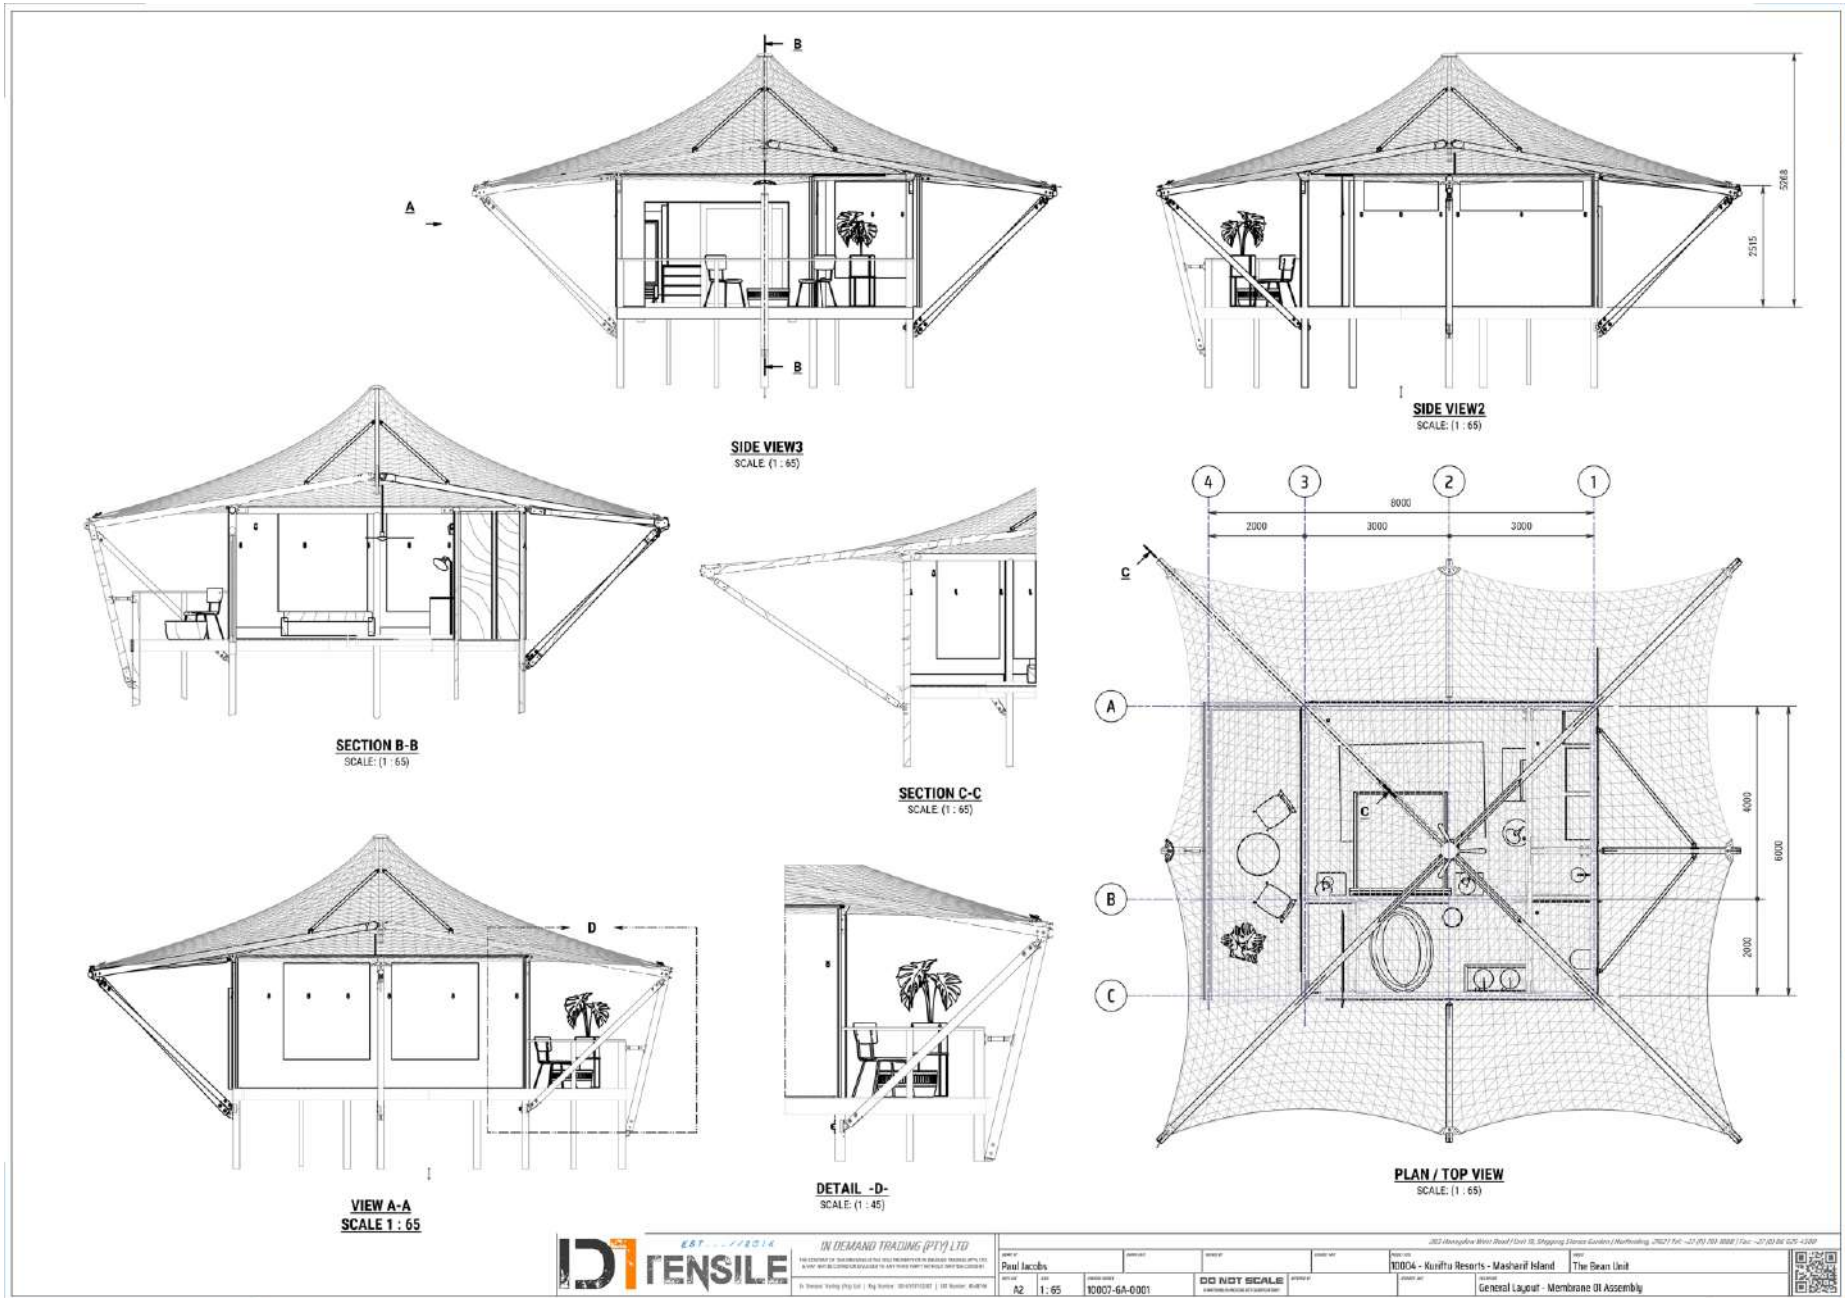 B
B
A
SIDE VIEW3
SCALE: (1 : 65)
5268
2515
SIDE VIEW2
SCALE: (1 : 65)
SECTION B-B
SCALE: (1 : 65)
SECTION C-C
SCALE: (1 : 65)
4
3
2
1
8000
2000
3000
3000
C
A
B
C
C
4000
6000
2000
PLAN / TOP VIEW
SCALE: (1 : 65)
D
VIEW A-A
SCALE 1 : 65
DETAIL -D-
SCALE: (1 : 45)
DT TENSILE
IN DEMAND TRADING (PTY) LTD
Paul Jacobs
10004 - Kuriftu Resorts - Masharif Island
The Bean Unit
A2
1:65
10007-GA-0001
DO NOT SCALE
General Layout - Membrane 01 Assembly